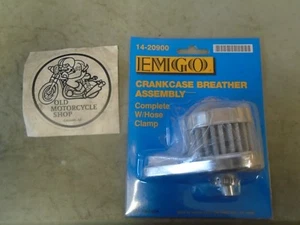 OLD
MOTORCYCLE
SHOP
14-20900
EMGO
CRANKCASE BREATHER
ASSEMBLY
Complete
W/Hose
Clamp